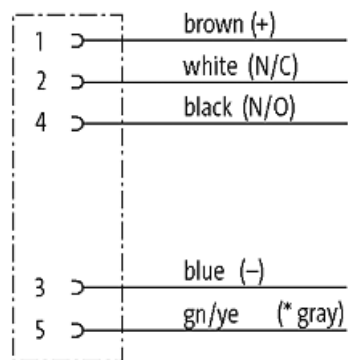 1 brown (+)
2 white (N/C)
4 black (N/O)
3 blue (–)
5 gn/ye (* gray)